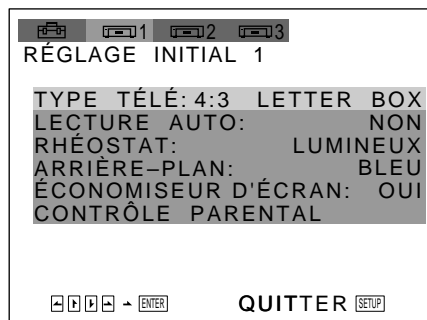 1 2 3
RÉGLAGE INITIAL 1
TYPE TÉLÉ: 4:3 LETTER BOX
LECTURE AUTO: NON
RHÉOSTAT: LUMINEUX
ARRIÈRE–PLAN: BLEU
ÉCONOMISEUR D'ÉCRAN: OUI
CONTRÔLE PARENTAL
ENTER QUITTER SETUP